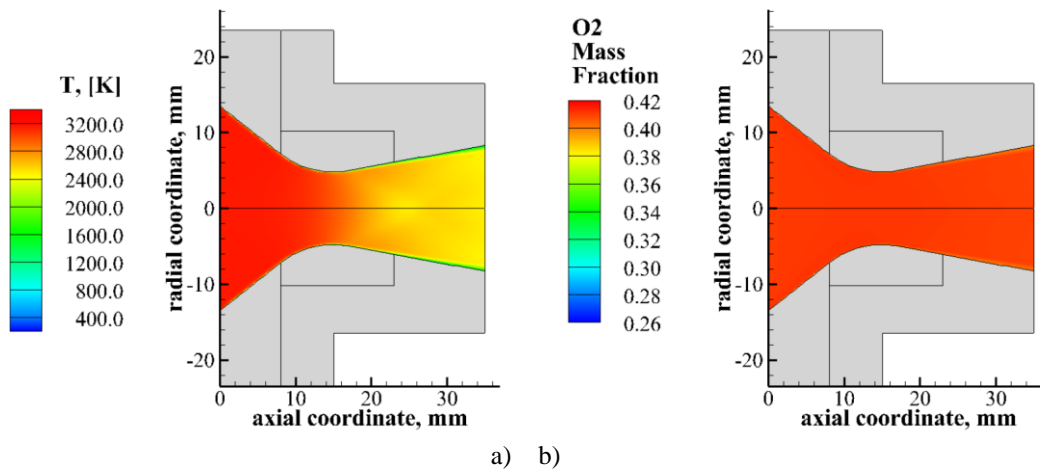 T, [K]
3200.0
2800.0
2400.0
2000.0
1600.0
1200.0
800.0
400.0
radial coordinate, mm
20
10
0
-10
-20
0 10 20 30
axial coordinate, mm
O2
Mass
Fraction
0.42
0.40
0.38
0.36
0.34
0.32
0.30
0.28
0.26
radial coordinate, mm
20
10
0
-10
-20
0 10 20 30
axial coordinate, mm
a) b)